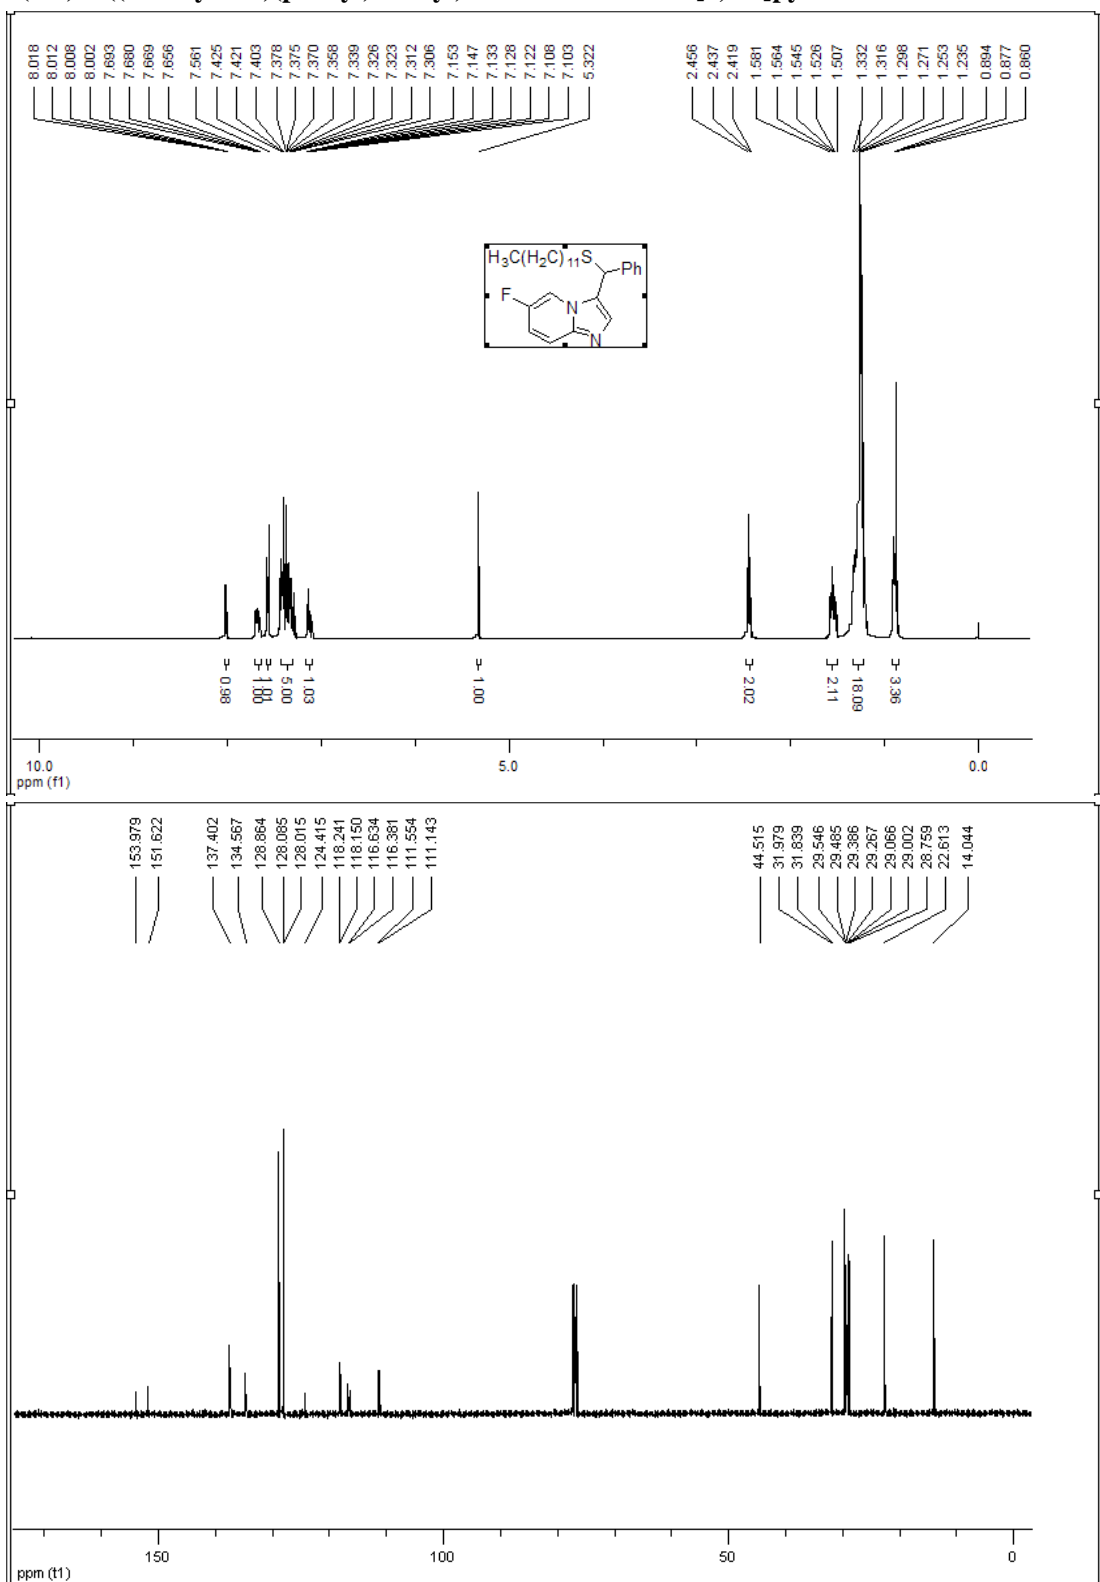 8.018 8.012 8.008 8.002 7.693 7.680 7.669 7.656 7.561 7.425 7.421 7.403 7.378 7.375 7.370 7.358 7.339 7.326 7.323 7.312 7.306 7.153 7.147 7.133 7.128 7.122 7.108 7.103 5.322 2.456 2.437 2.419 1.581 1.564 1.545 1.526 1.507 1.332 1.316 1.298 1.271 1.253 1.235 0.894 0.877 0.860
H3C(H2C)11S
Ph
F
N
N
0.98 1.00 1.01 5.00 1.03 1.00 2.02 2.11 18.09 3.36
10.0 5.0 0.0
ppm (f1)
153.979 151.622 137.402 134.567 128.864 128.085 128.015 124.415 118.241 118.150 116.634 116.381 111.554 111.143 44.515 31.979 31.839 29.546 29.485 29.386 29.267 29.066 29.002 28.759 22.613 14.044
150 100 50 0
ppm (t1)